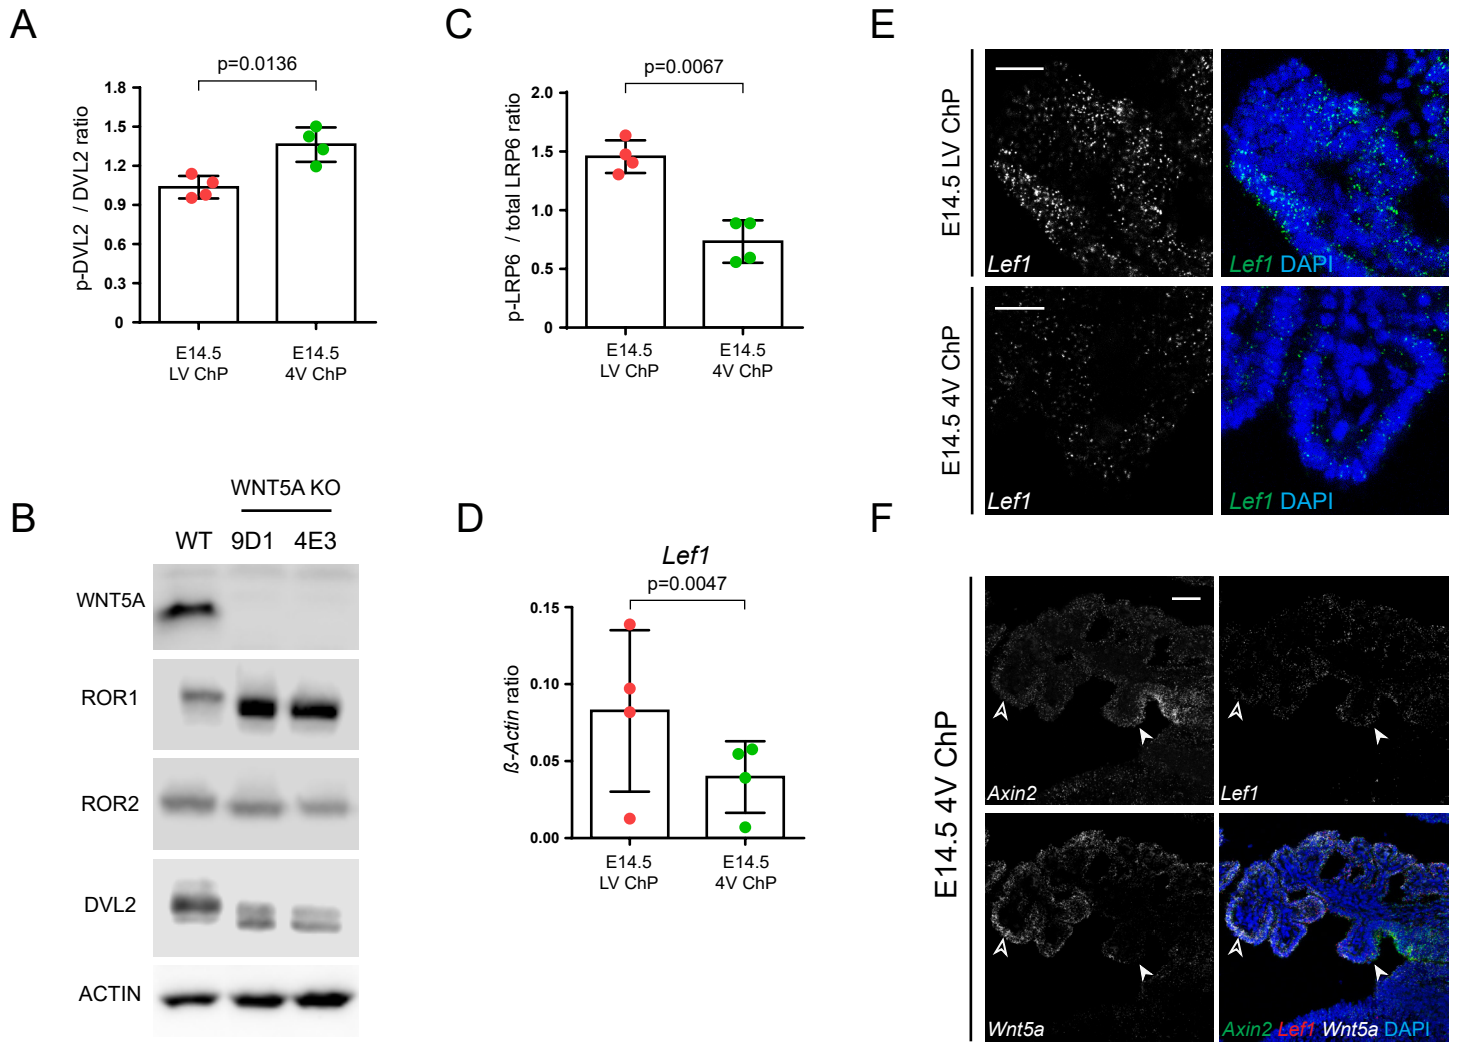 A
p=0.0136
p-DVL2 / DVL2 ratio
1.8
1.5
1.2
0.9
0.6
0.3
0
E14.5
LV ChP
E14.5
4V ChP
C
p=0.0067
p-LRP6 / total LRP6 ratio
2.0
1.5
1.0
0.5
0
E14.5
LV ChP
E14.5
4V ChP
E
E14.5 LV ChP
Lef1
Lef1 DAPI
E14.5 4V ChP
Lef1
Lef1 DAPI
B
WNT5A KO
WT 9D1 4E3
WNT5A
ROR1
ROR2
DVL2
ACTIN
D
Lef1
p=0.0047
ß-Actin ratio
0.15
0.10
0.05
0.00
E14.5
LV ChP
E14.5
4V ChP
F
E14.5 4V ChP
Axin2
Lef1
Wnt5a
Axin2 Lef1 Wnt5a DAPI